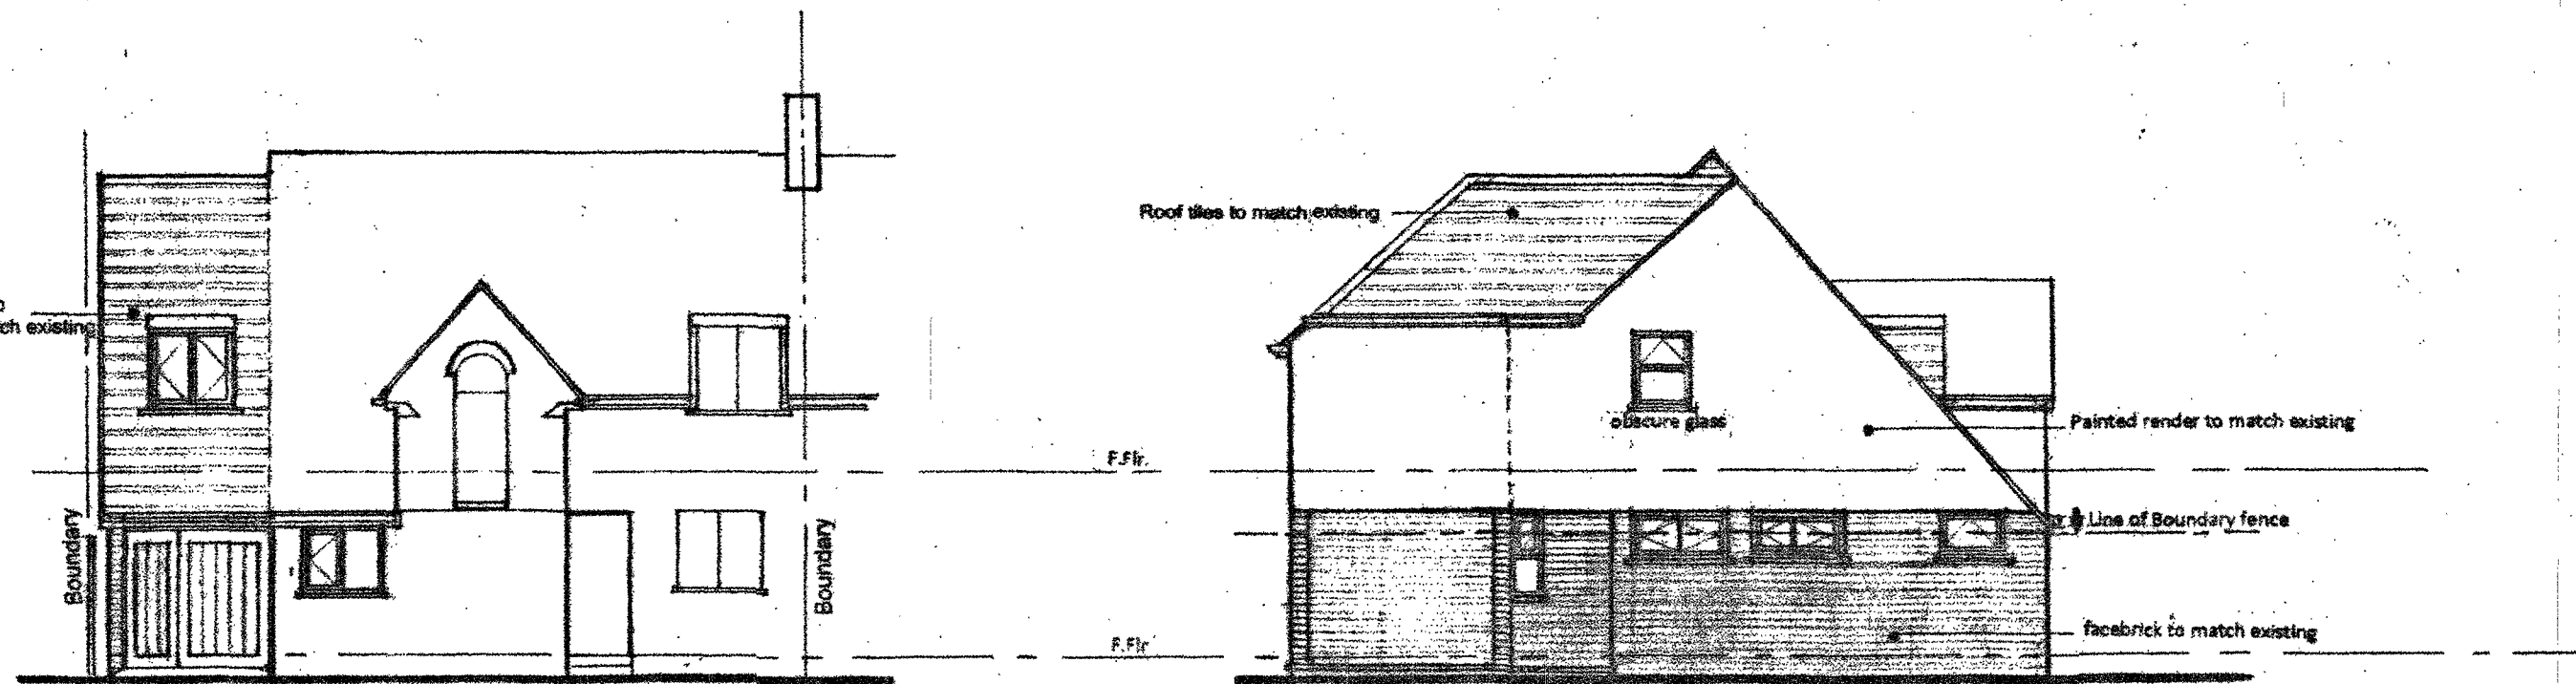 ch existing
Boundary
Boundary
F.Flr.
F.Flr
Roof tiles to match existing
obscure glass
Painted render to match existing
Line of Boundary fence
facebrick to match existing